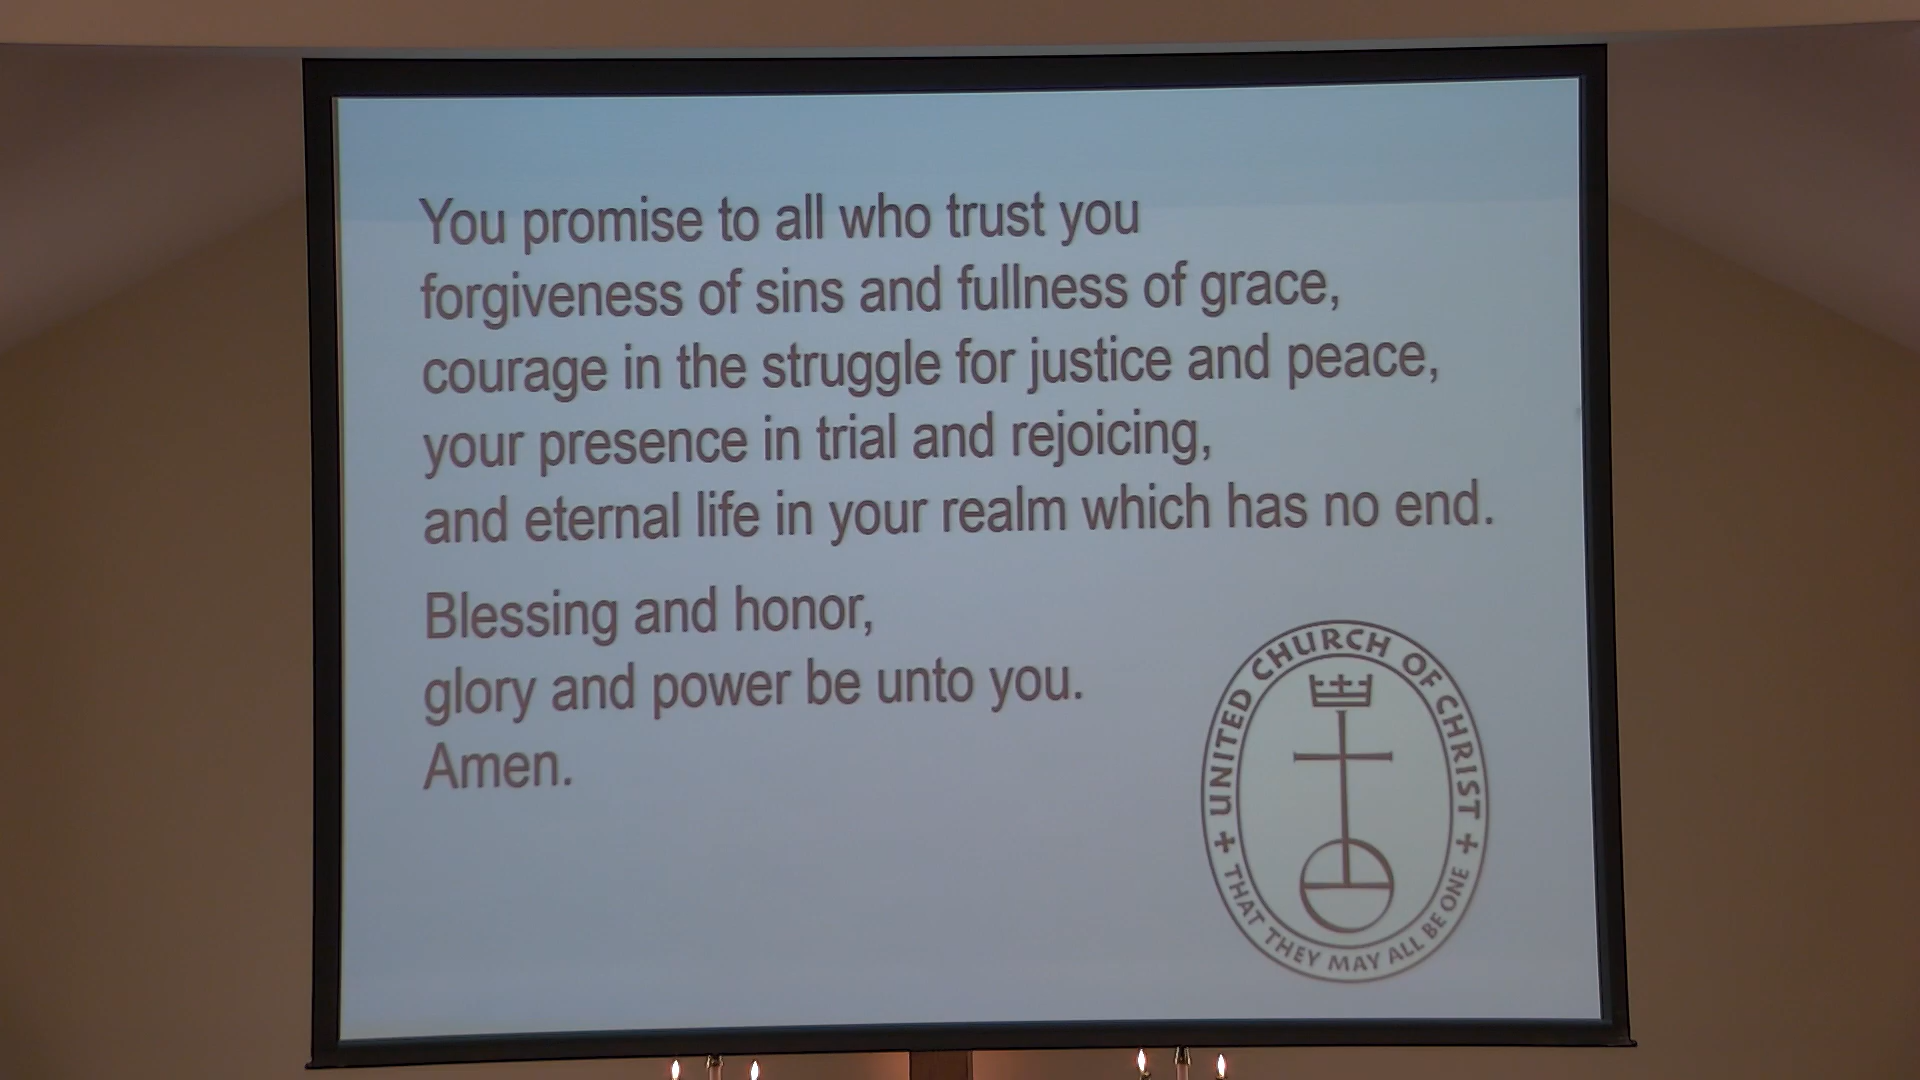 You promise to all who trust you
forgiveness of sins and fullness of grace,
courage in the struggle for justice and peace,
your presence in trial and rejoicing,
and eternal life in your realm which has no end.
Blessing and honor,
glory and power be unto you.
Amen.
UNITED CHURCH OF CHRIST
THAT THEY MAY ALL BE ONE